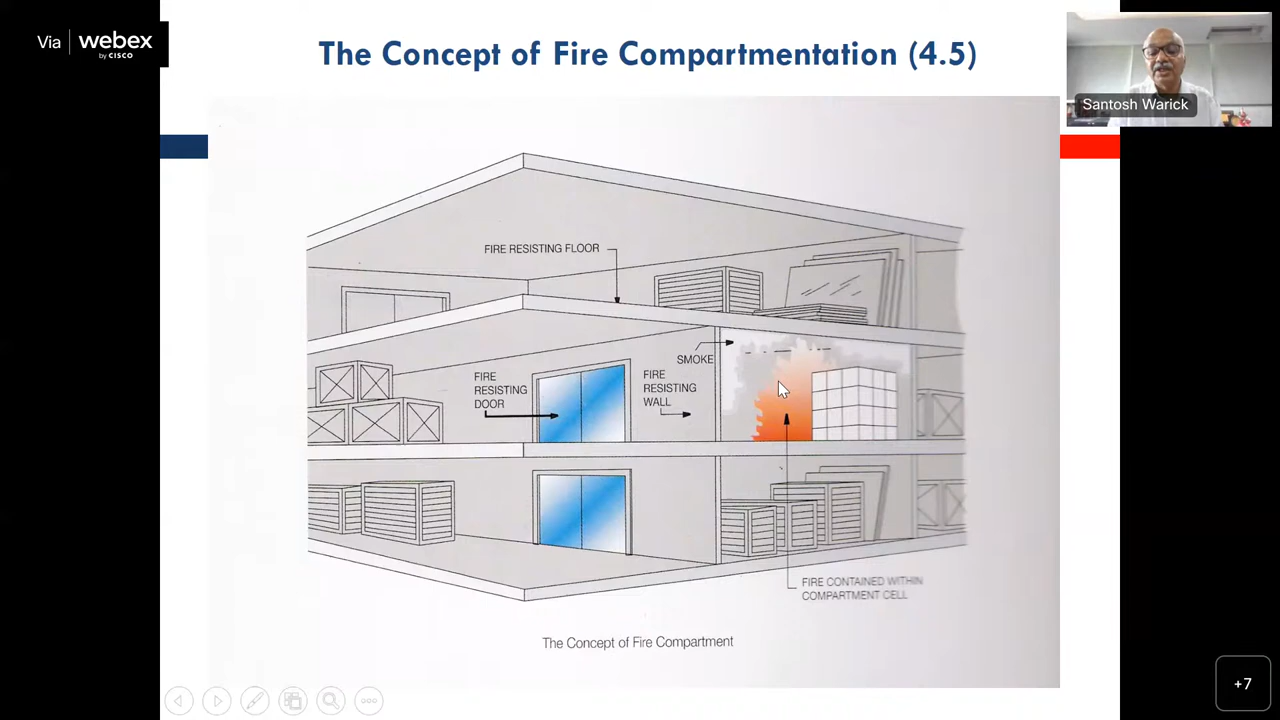 Via webex
by CISCO
The Concept of Fire Compartmentation (4.5)
Santosh Warick
FIRE RESISTING FLOOR
SMOKE
FIRE
RESISTING
DOOR
FIRE
RESISTING
WALL
FIRE CONTAINED WITHIN
COMPARTMENT CELL
The Concept of Fire Compartment
+7